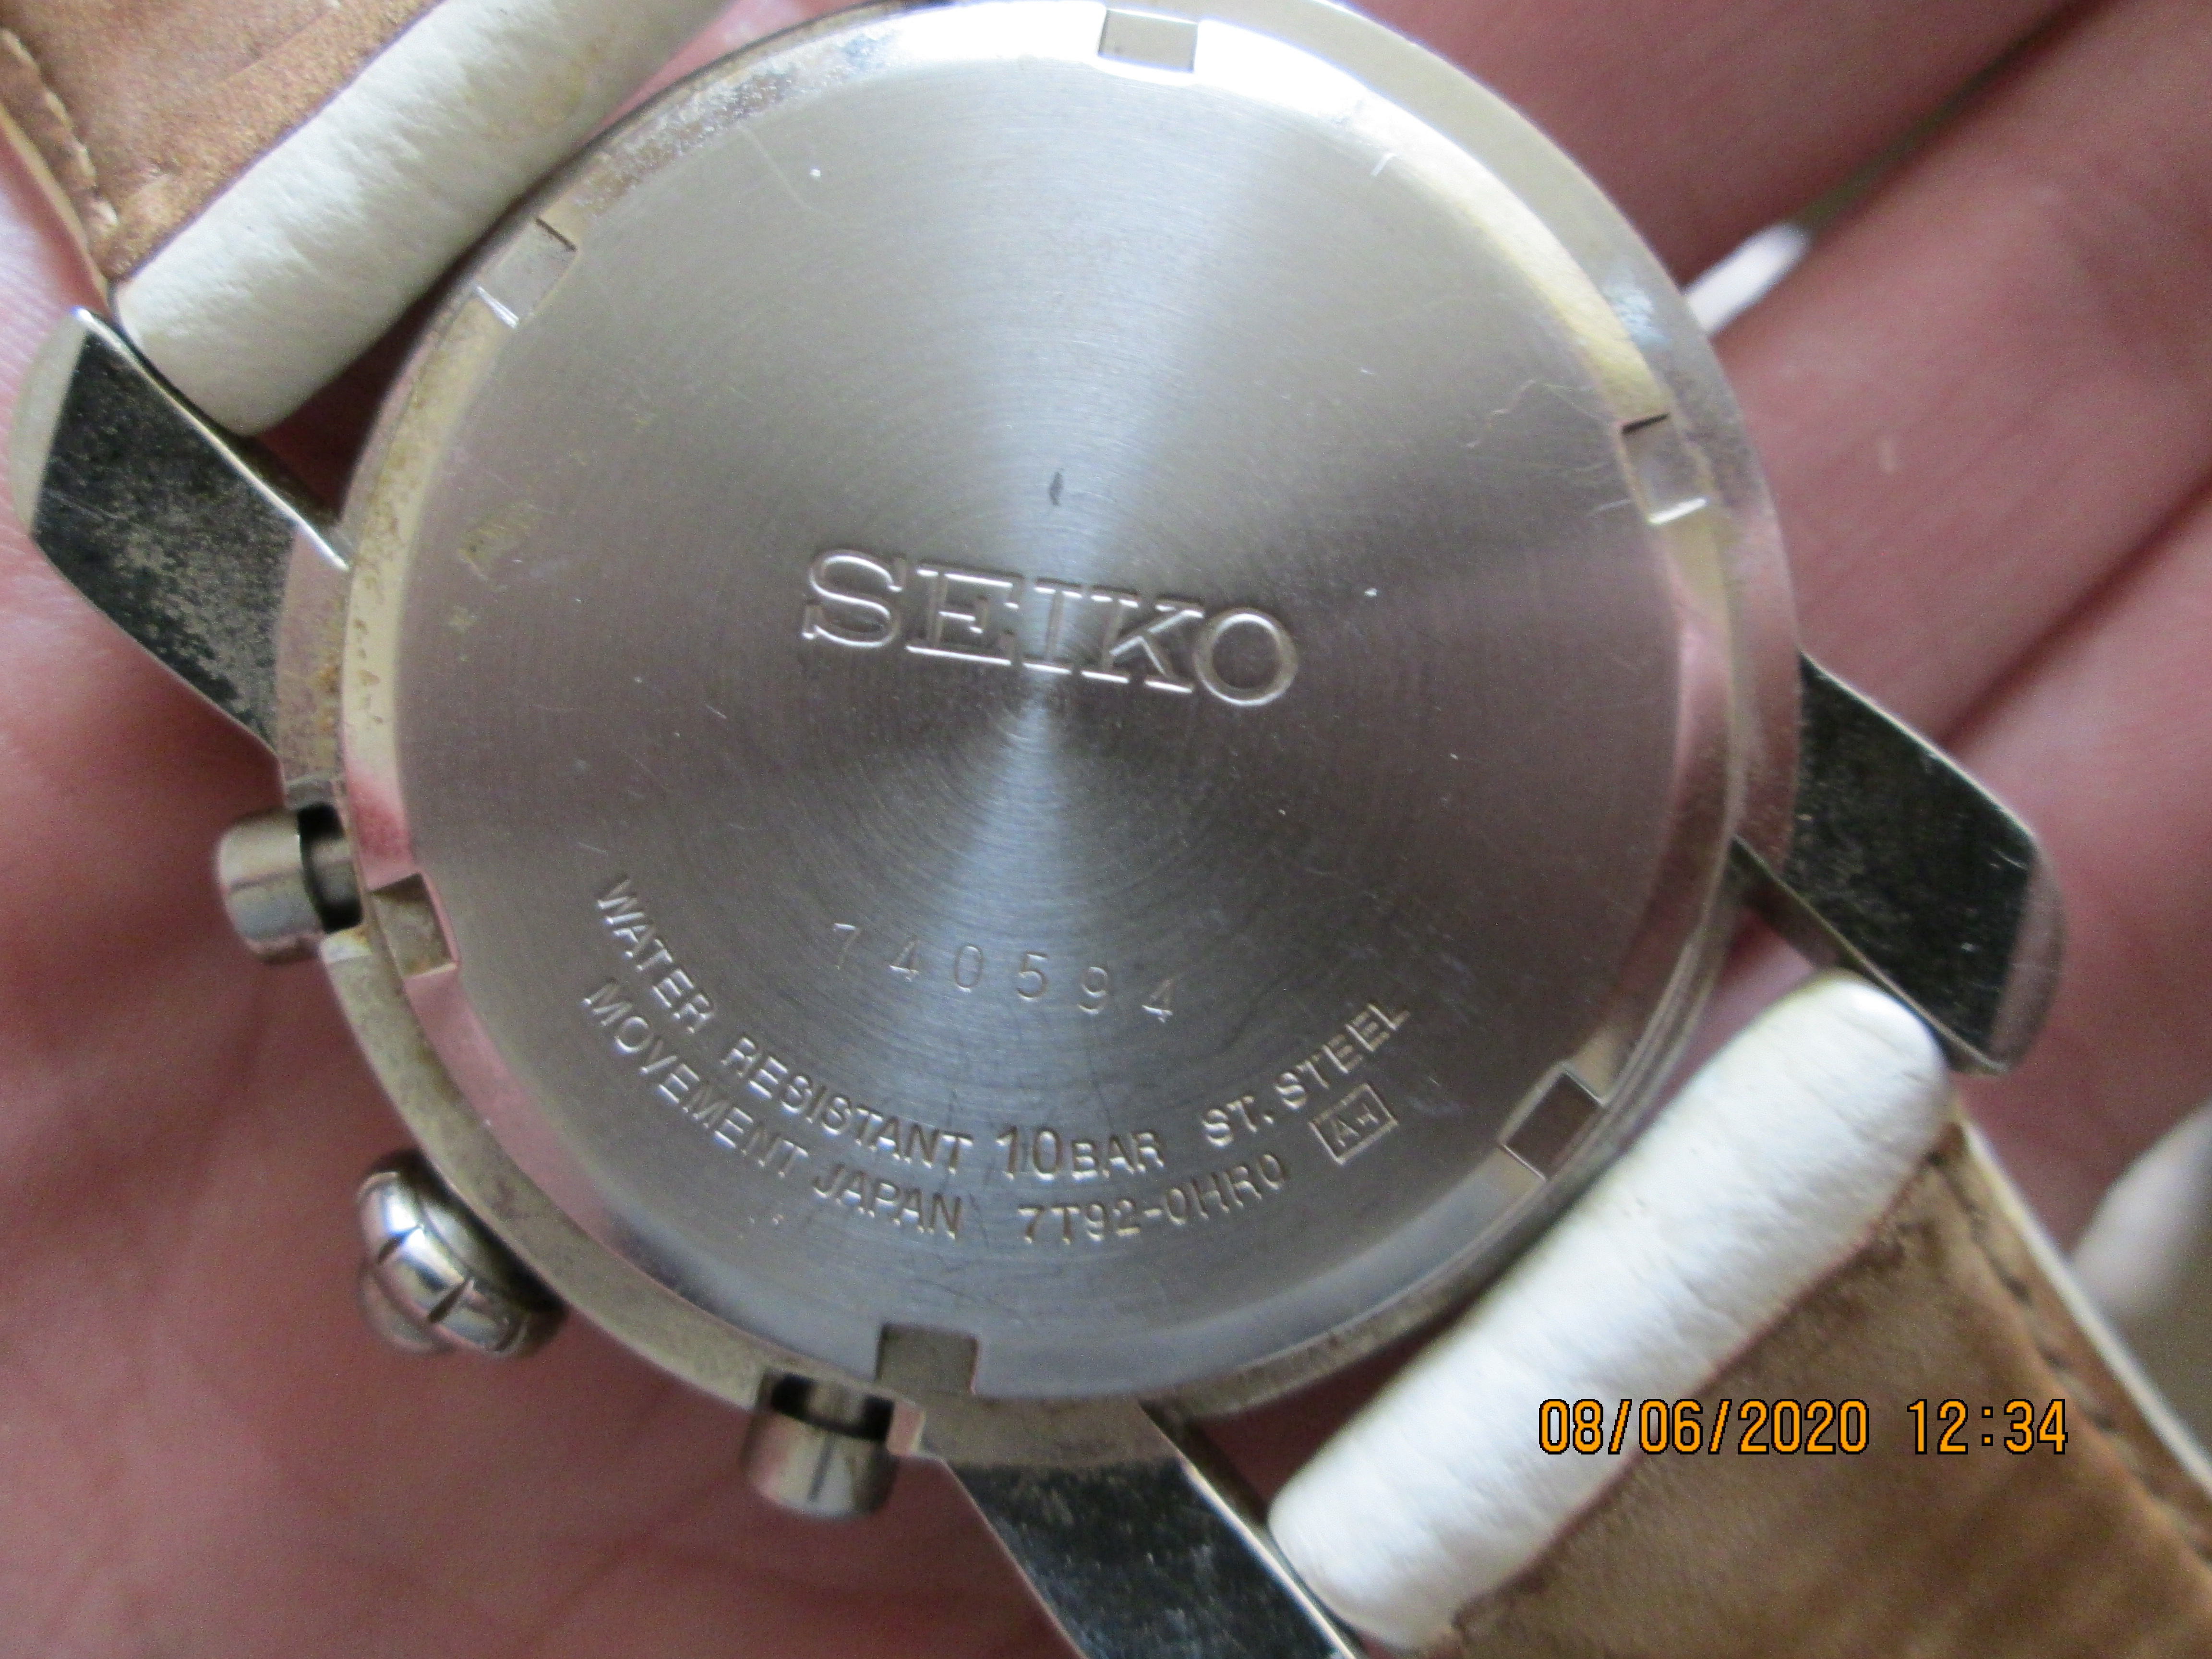 SEIKO
740594
WATER RESISTANT 10BAR ST. STEEL
MOVEMENT JAPAN 7T92-0HR0
08/06/2020 12:34